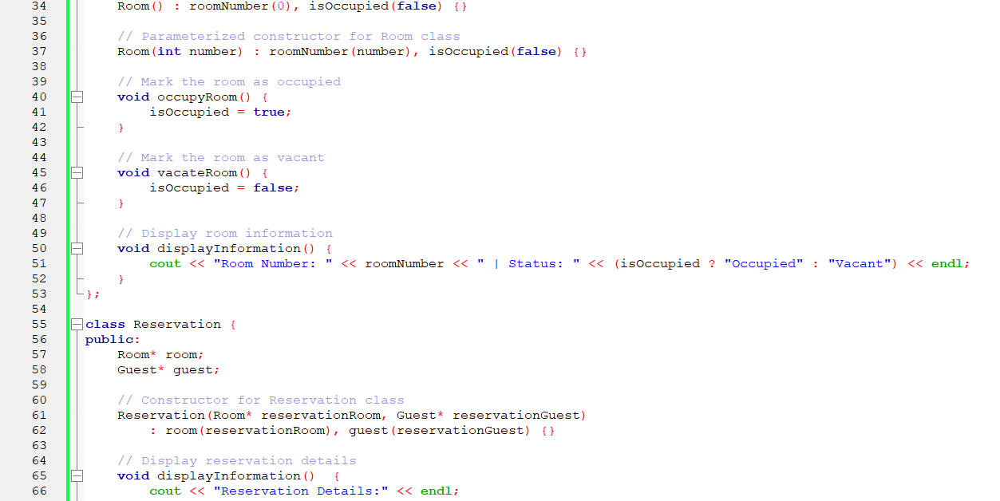 34 Room() : roomNumber(0), isOccupied(false) {}
35
36 // Parameterized constructor for Room class
37 Room(int number) : roomNumber(number), isOccupied(false) {}
38
39 // Mark the room as occupied
40 void occupyRoom() {
41 isOccupied = true;
42 }
43
44 // Mark the room as vacant
45 void vacateRoom() {
46 isOccupied = false;
47 }
48
49 // Display room information
50 void displayInformation() {
51 cout << "Room Number: " << roomNumber << " | Status: " << (isOccupied ? "Occupied" : "Vacant") << endl;
52 }
53 };
54
55 class Reservation {
56 public:
57 Room* room;
58 Guest* guest;
59
60 // Constructor for Reservation class
61 Reservation(Room* reservationRoom, Guest* reservationGuest)
62 : room(reservationRoom), guest(reservationGuest) {}
63
64 // Display reservation details
65 void displayInformation()  {
66 cout << "Reservation Details:" << endl;